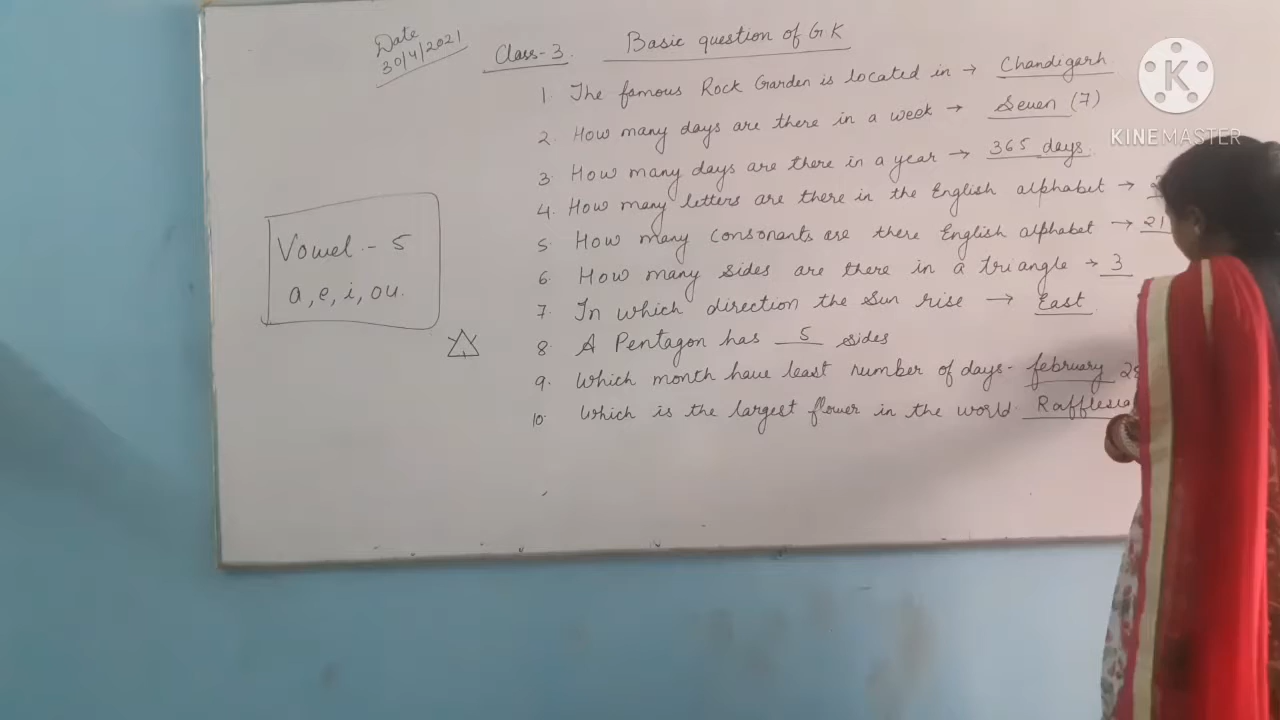 Date
30/4/2021
Class-3. Basic question of GK
1. The famous Rock Garden is located in → Chandigarh
2. How many days are there in a week → Seven (7)
3. How many days are there in a year → 365 days.
4. How many letters are there in the English alphabet →
5. How many consonants are there English alphabet → 21
6. How many sides are there in a triangle → 3
7. In which direction the Sun rise → East.
8. A Pentagon has 5 sides
9. Which month have least number of days- february
10. Which is the largest flower in the world Rafflesia
Vowel - 5
a, e, i, ou.
K
KINEMASTER